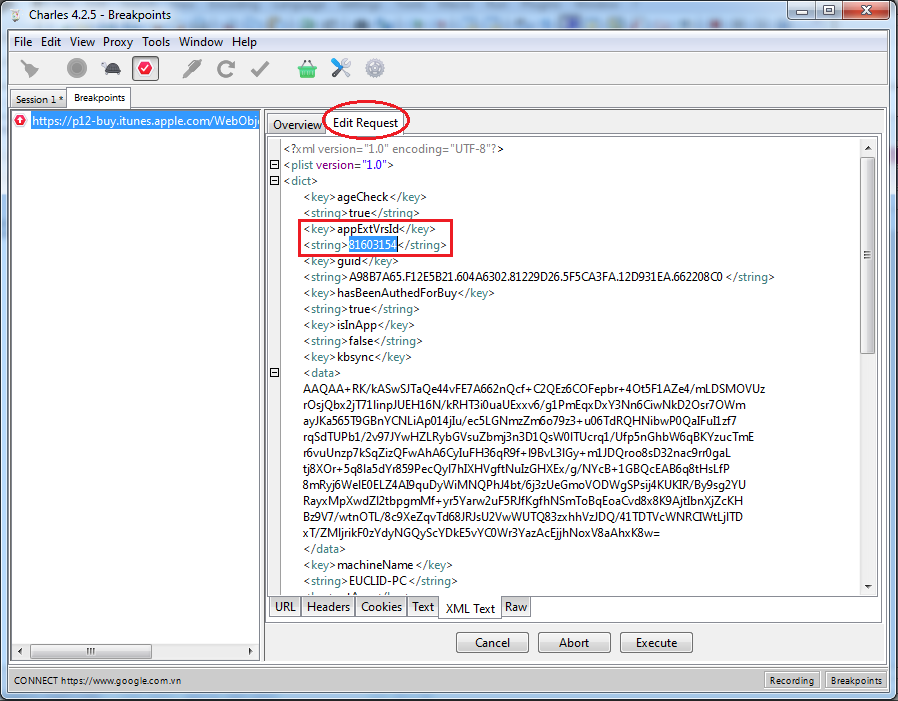 Charles 4.2.5 - Breakpoints
File Edit View Proxy Tools Window Help
Session 1 * Breakpoints
https://p12-buy.itunes.apple.com/WebObj
Overview Edit Request
<?xml version="1.0" encoding="UTF-8"?>
<plist version="1.0">
<dict>
<key>ageCheck</key>
<string>true</string>
<key>appExtVrsId</key>
<string>81603154</string>
<key>guid</key>
<string>A98B7A65.F12E5B21.604A6302.81229D26.5F5CA3FA.12D931EA.662208C0</string>
<key>hasBeenAuthedForBuy</key>
<string>true</string>
<key>isInApp</key>
<string>false</string>
<key>kbsync</key>
<data>
AAQAA+RK/kASwSJTaQe44vFE7A662nQcf+C2QEz6COFepbr+4Ot5F1AZe4/mLDSMOVUz
rOsjQbx2jT71IinpJUEH16N/kRHT3i0uaUExxv6/g1PmEqxDxY3Nn6CiwNkD2Osr7OWm
ayJKa565T9GBnYCNLiAp014jIu/ec5LGNmzZm6o79z3+u06TdRQHNibwP0QaIFuI1zf7
rqSdTUPb1/2v97JYwHZLRybGVsuZbmj3n3D1QsW0ITUcrq1/Ufp5nGhbW6qBKYzucTmE
r6vuUnzp7kSqZizQFwAhA6CyIuFH36qR9f+I9BvL3IGy+m1JDQroo8sD32nac9rr0gaL
tj8XOr+5q8Ia5dYr859PecQyI7hIXHVgftNuIzGHXEx/g/NYcB+1GBQcEAB6q8tHsLfP
8mRyj6WeIE0ELZ4AI9quDyWiMNQPhJ4bt/6j3zUeGmoVODWgSPsij4KUKIR/By9sg2YU
RayxMpXwdZI2tbpgmMf+yr5Yarw2uF5RJfKgfhNSmToBqEoaCvd8x8K9AjtIbnXjZcKH
Bz9V7/wtnOTL/8c9XeZqvTd68JRJsU2VwWUTQ83zxhhVzJDQ/41TDTVcWNRCIWtLjITD
xT/ZMIjrikF0zYdyNGQyScYDkE5vYC0Wr3YazAcEjjhNoxV8aAhxK8w=
</data>
<key>machineName</key>
<string>EUCLID-PC</string>
URL Headers Cookies Text XML Text Raw
Cancel Abort Execute
CONNECT https://www.google.com.vn Recording Breakpoints